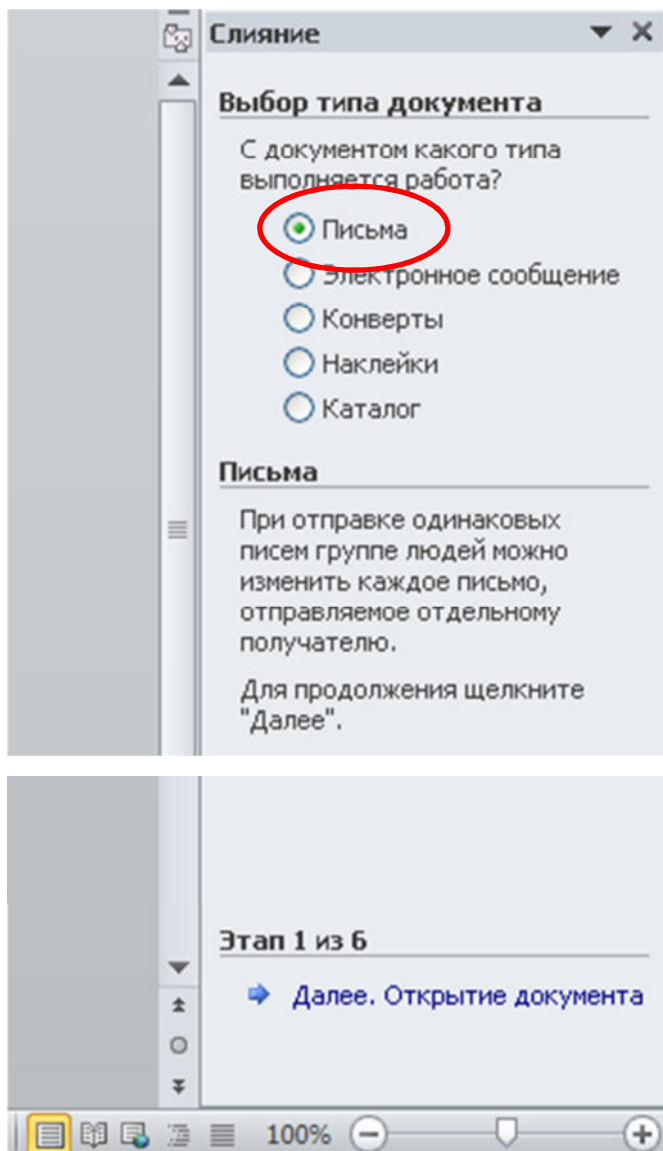 Слияние
Выбор типа документа
С документом какого типа
выполняется работа?
Письма
Электронное сообщение
Конверты
Наклейки
Каталог
Письма
При отправке одинаковых
писем группе людей можно
изменить каждое письмо,
отправляемое отдельному
получателю.
Для продолжения щелкните
"Далее".
Этап 1 из 6
Далее. Открытие документа
100%